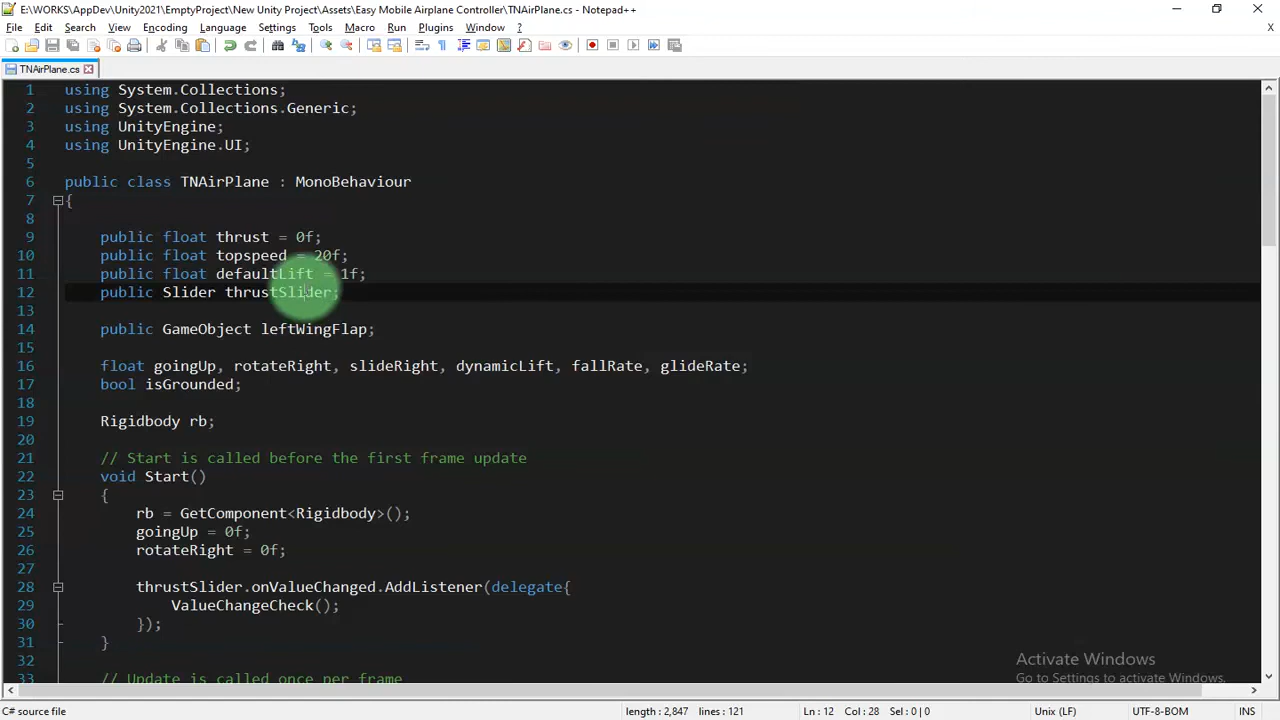 E:\WORKS\AppDev\Unity2021\EmptyProject\New Unity Project\Assets\Easy Mobile Airplane Controller\TNAirPlane.cs - Notepad++
File Edit Search View Encoding Language Settings Tools Macro Run Plugins Window ? X
TNAirPlane.cs
1 using System.Collections;
2 using System.Collections.Generic;
3 using UnityEngine;
4 using UnityEngine.UI;
5
6 public class TNAirPlane : MonoBehaviour
7 {
8
9 public float thrust = 0f;
10 public float topspeed = 20f;
11 public float defaultLift = 1f;
12 public Slider thrustSlider;
13
14 public GameObject leftWingFlap;
15
16 float goingUp, rotateRight, slideRight, dynamicLift, fallRate, glideRate;
17 bool isGrounded;
18
19 Rigidbody rb;
20
21 // Start is called before the first frame update
22 void Start()
23 {
24 rb = GetComponent<Rigidbody>();
25 goingUp = 0f;
26 rotateRight = 0f;
27
28 thrustSlider.onValueChanged.AddListener(delegate{
29 ValueChangeCheck();
30 });
31 }
32
33 // Update is called once per frame
Activate Windows
Go to Settings to activate Windows.
C# source file length : 2,847 lines : 121 Ln : 12 Col : 28 Sel : 0 | 0 Unix (LF) UTF-8-BOM INS